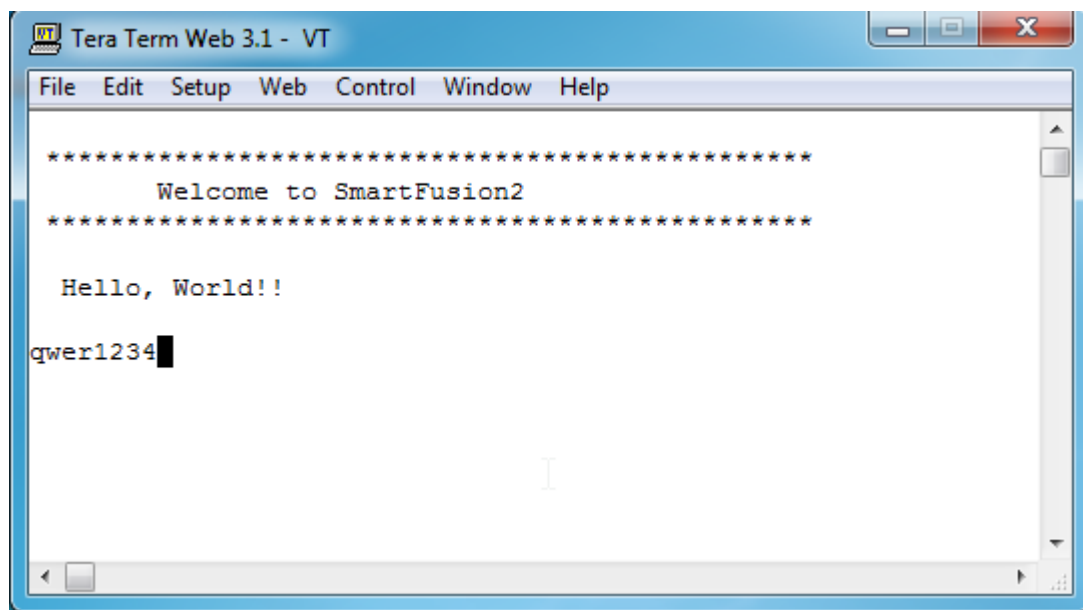 VT Tera Term Web 3.1 - VT
File Edit Setup Web Control Window Help
************************************************
Welcome to SmartFusion2
************************************************
Hello, World!!
qwer1234